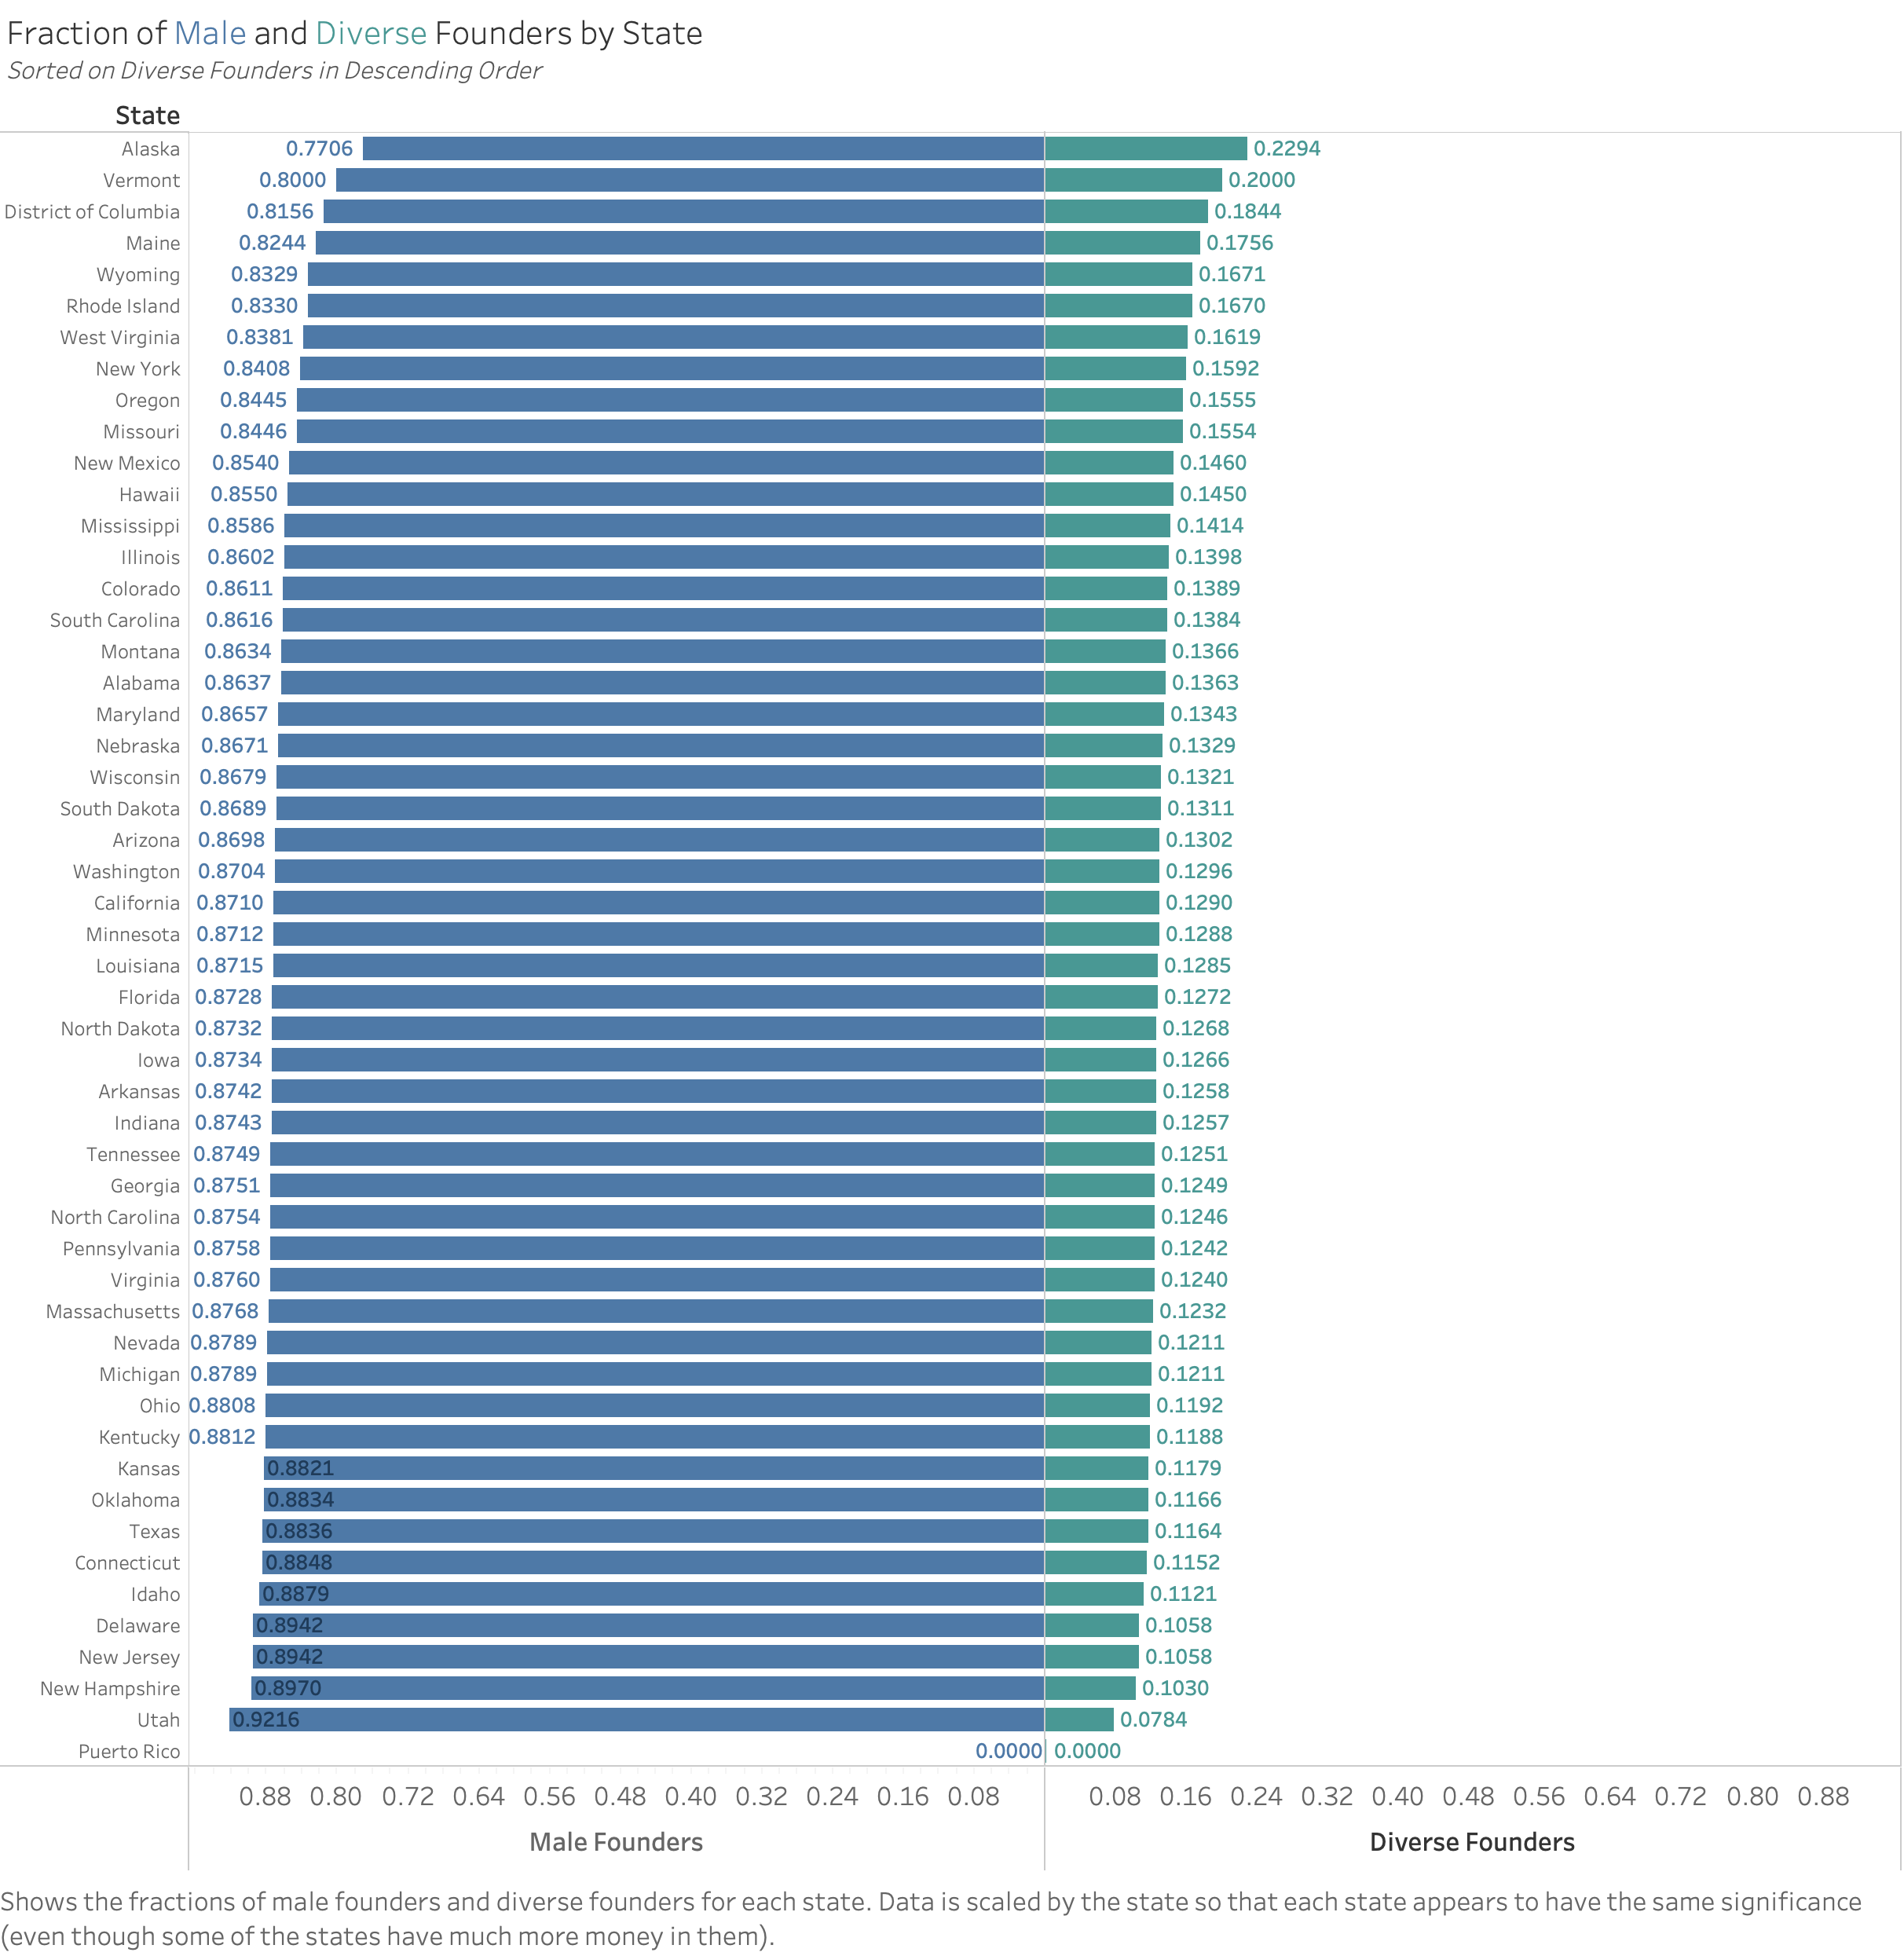 Fraction of Male and Diverse Founders by State
Sorted on Diverse Founders in Descending Order
State
Alaska 0.7706 0.2294
Vermont 0.8000 0.2000
District of Columbia 0.8156 0.1844
Maine 0.8244 0.1756
Wyoming 0.8329 0.1671
Rhode Island 0.8330 0.1670
West Virginia 0.8381 0.1619
New York 0.8408 0.1592
Oregon 0.8445 0.1555
Missouri 0.8446 0.1554
New Mexico 0.8540 0.1460
Hawaii 0.8550 0.1450
Mississippi 0.8586 0.1414
Illinois 0.8602 0.1398
Colorado 0.8611 0.1389
South Carolina 0.8616 0.1384
Montana 0.8634 0.1366
Alabama 0.8637 0.1363
Maryland 0.8657 0.1343
Nebraska 0.8671 0.1329
Wisconsin 0.8679 0.1321
South Dakota 0.8689 0.1311
Arizona 0.8698 0.1302
Washington 0.8704 0.1296
California 0.8710 0.1290
Minnesota 0.8712 0.1288
Louisiana 0.8715 0.1285
Florida 0.8728 0.1272
North Dakota 0.8732 0.1268
Iowa 0.8734 0.1266
Arkansas 0.8742 0.1258
Indiana 0.8743 0.1257
Tennessee 0.8749 0.1251
Georgia 0.8751 0.1249
North Carolina 0.8754 0.1246
Pennsylvania 0.8758 0.1242
Virginia 0.8760 0.1240
Massachusetts 0.8768 0.1232
Nevada 0.8789 0.1211
Michigan 0.8789 0.1211
Ohio 0.8808 0.1192
Kentucky 0.8812 0.1188
Kansas 0.8821 0.1179
Oklahoma 0.8834 0.1166
Texas 0.8836 0.1164
Connecticut 0.8848 0.1152
Idaho 0.8879 0.1121
Delaware 0.8942 0.1058
New Jersey 0.8942 0.1058
New Hampshire 0.8970 0.1030
Utah 0.9216 0.0784
Puerto Rico 0.0000 0.0000
0.88 0.80 0.72 0.64 0.56 0.48 0.40 0.32 0.24 0.16 0.08 0.08 0.16 0.24 0.32 0.40 0.48 0.56 0.64 0.72 0.80 0.88
Male Founders Diverse Founders
Shows the fractions of male founders and diverse founders for each state. Data is scaled by the state so that each state appears to have the same significance
(even though some of the states have much more money in them).